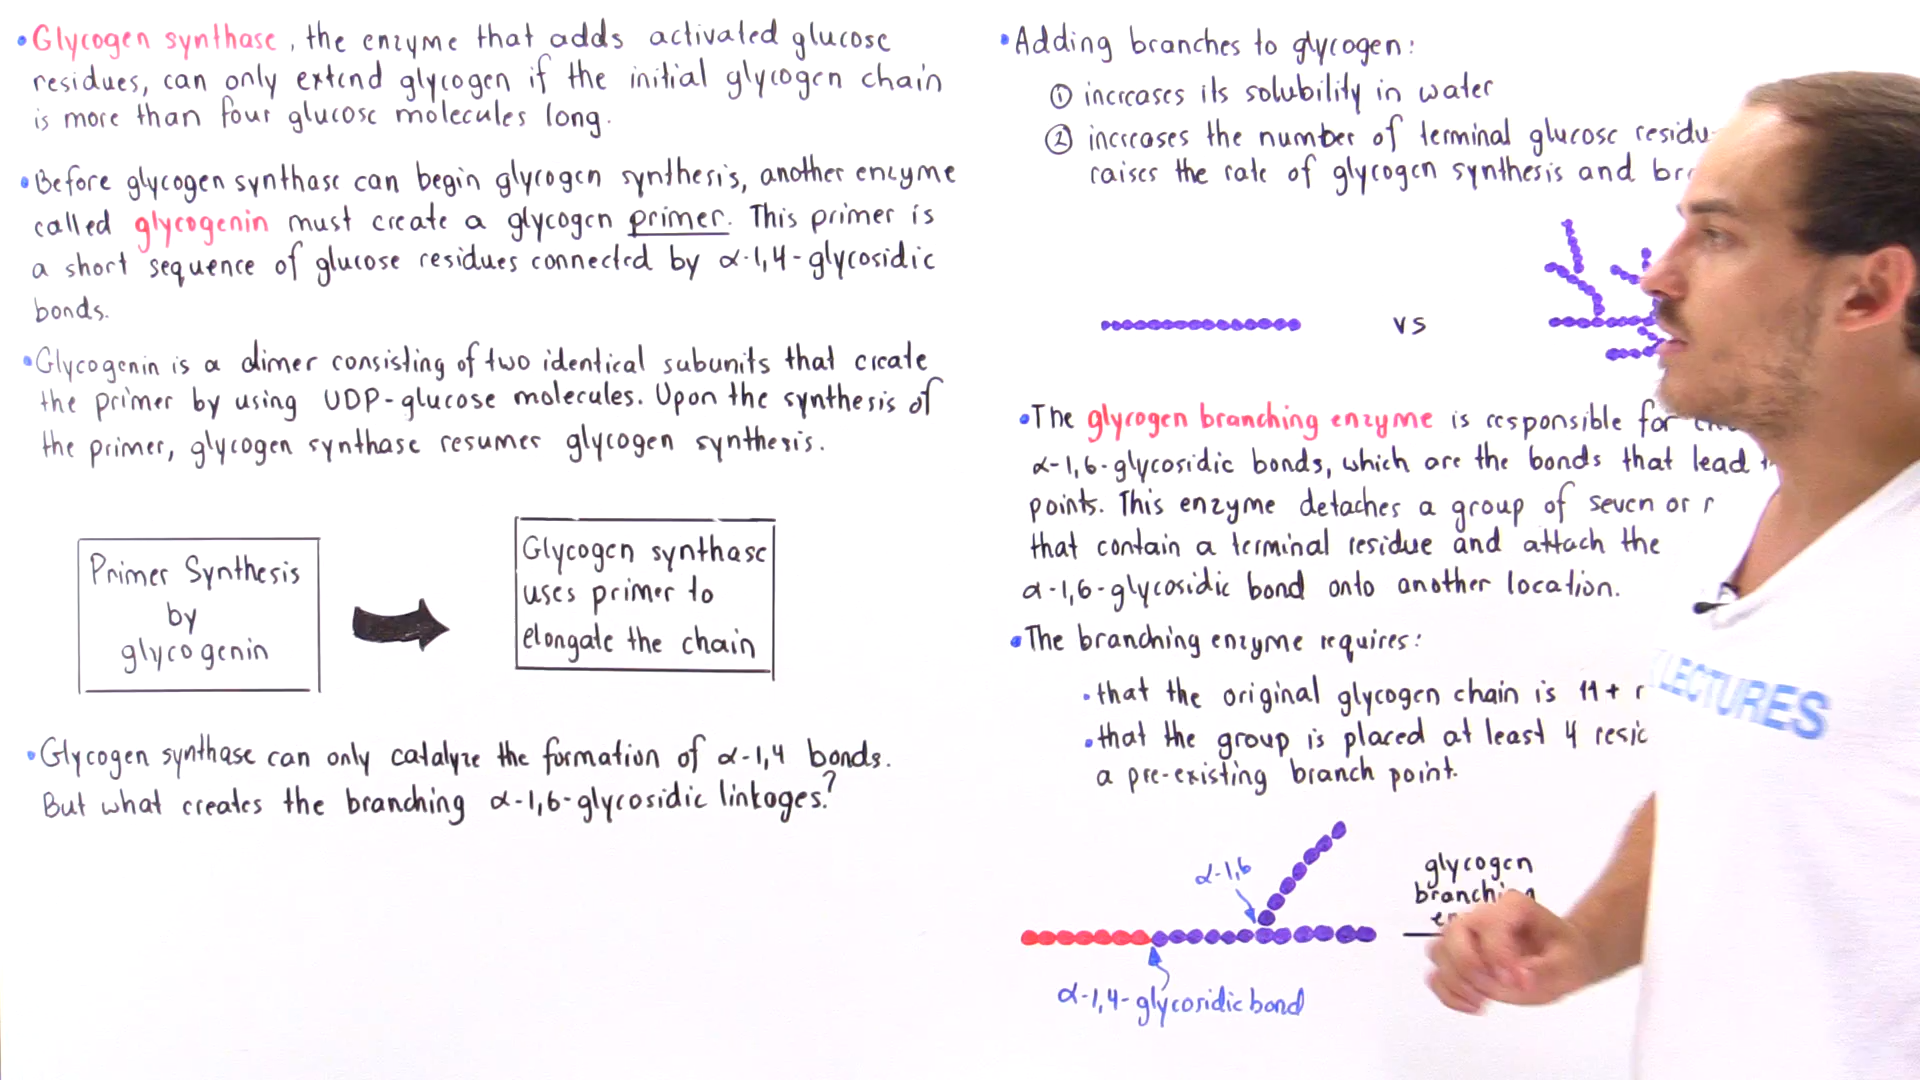 • Glycogen synthase, the enzyme that adds activated glucose
residues, can only extend glycogen if the initial glycogen chain
is more than four glucose molecules long.
• Before glycogen synthase can begin glycogen synthesis, another enzyme
called glycogenin must create a glycogen primer. This primer is
a short sequence of glucose residues connected by α-1,4-glycosidic
bonds.
• Glycogenin is a dimer consisting of two identical subunits that create
the primer by using UDP-glucose molecules. Upon the synthesis of
the primer, glycogen synthase resumes glycogen synthesis.
Primer Synthesis
by
glycogenin
Glycogen synthase
uses primer to
elongate the chain
• Glycogen synthase can only catalyze the formation of α-1,4 bonds.
But what creates the branching α-1,6-glycosidic linkages?
• Adding branches to glycogen:
① increases its solubility in water
② increases the number of terminal glucose
raises the rate of glycogen synthesis and
vs
• The glycogen branching enzyme is responsible for
α-1,6-glycosidic bonds, which are the bonds that lead
points. This enzyme detaches a group of seven or
that contain a terminal residue and attach the
α-1,6-glycosidic bond onto another location.
• The branching enzyme requires:
• that the original glycogen chain is 11+
• that the group is placed at least 4
a pre-existing branch point.
α-1,6
glycogen
α-1,4-glycosidic bond
LECTURES